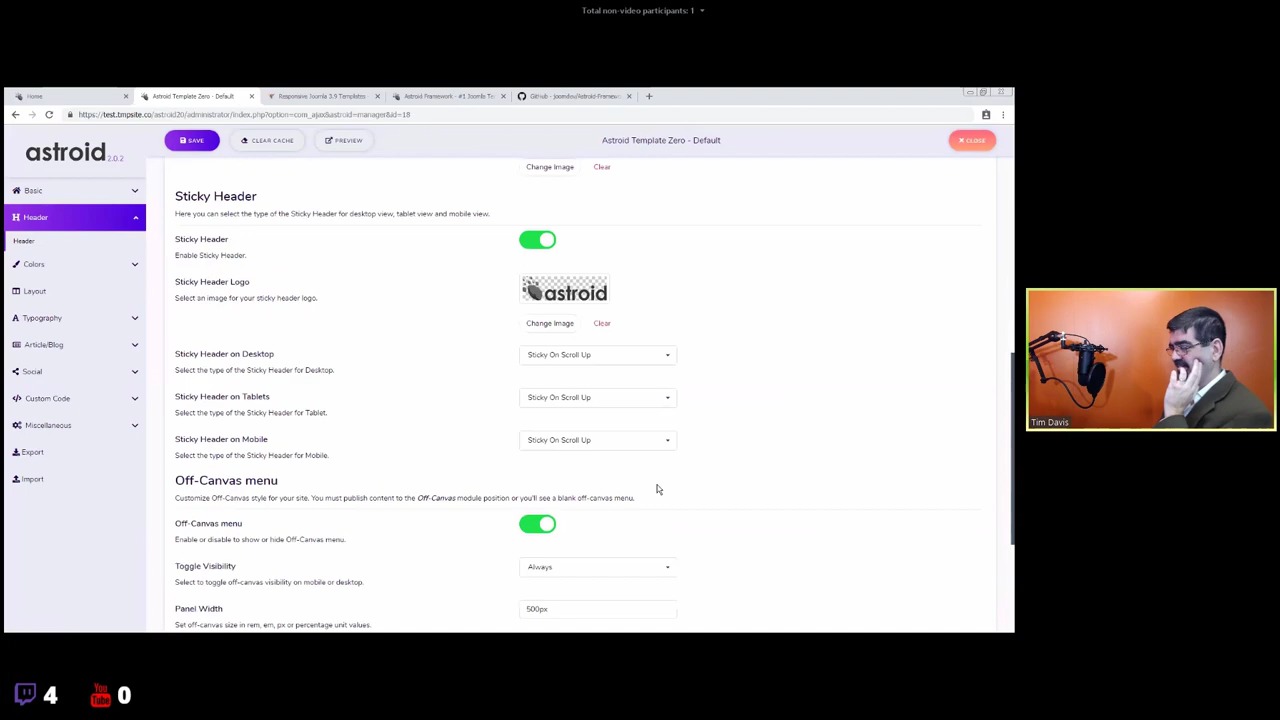 Total non-video participants: 1
Home
Astroid Template Zero - Default
Responsive Joomla 3.9 Templates
Astroid Framework - #1 Joomla Te
GitHub - joomdev/Astroid-Framew
https://test.tmpsite.co/astroid20/administrator/index.php?option=com_ajax&astroid=manager&id=18
astroid 2.0.2
SAVE
CLEAR CACHE
PREVIEW
Astroid Template Zero - Default
CLOSE
Basic
Header
Header
Colors
Layout
Typography
Article/Blog
Social
Custom Code
Miscellaneous
Export
Import
Change Image Clear
Sticky Header
Here you can select the type of the Sticky Header for desktop view, tablet view and mobile view.
Sticky Header
Enable Sticky Header.
Sticky Header Logo
astroid
Select an image for your sticky header logo.
Change Image Clear
Sticky Header on Desktop
Sticky On Scroll Up
Select the type of the Sticky Header for Desktop.
Sticky Header on Tablets
Sticky On Scroll Up
Select the type of the Sticky Header for Tablet.
Sticky Header on Mobile
Sticky On Scroll Up
Select the type of the Sticky Header for Mobile.
Off-Canvas menu
Customize Off-Canvas style for your site. You must publish content to the Off-Canvas module position or you'll see a blank off-canvas menu.
Off-Canvas menu
Enable or disable to show or hide Off-Canvas menu.
Toggle Visibility
Always
Select to toggle off-canvas visibility on mobile or desktop.
Panel Width
500px
Set off-canvas size in rem, em, px or percentage unit values.
Tim Davis
4
You Tube
0